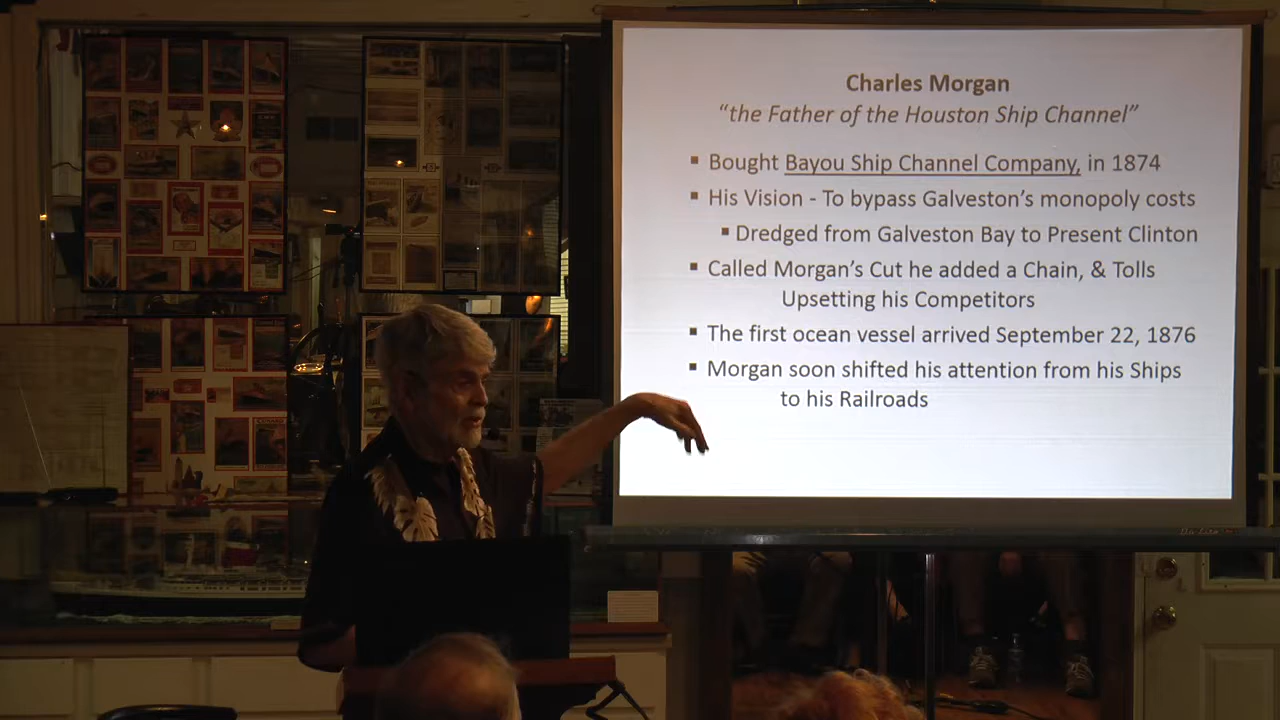 Charles Morgan
“the Father of the Houston Ship Channel”
▪ Bought Bayou Ship Channel Company, in 1874
▪ His Vision - To bypass Galveston’s monopoly costs
▪ Dredged from Galveston Bay to Present Clinton
▪ Called Morgan’s Cut he added a Chain, & Tolls
Upsetting his Competitors
▪ The first ocean vessel arrived September 22, 1876
▪ Morgan soon shifted his attention from his Ships
to his Railroads